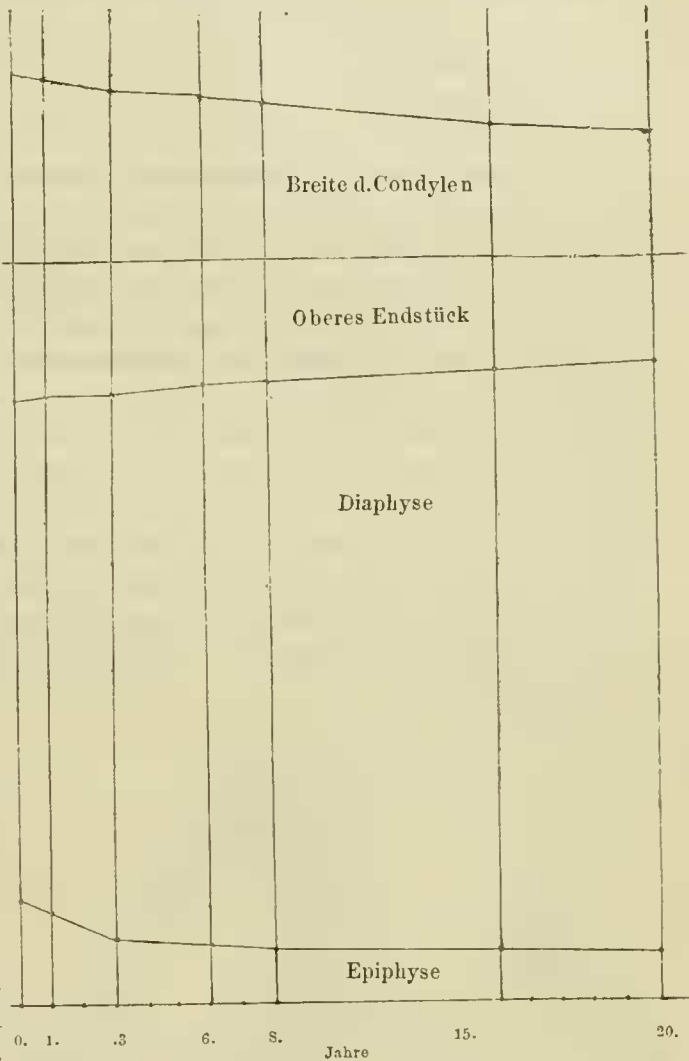 Breite d. Condylen
Oberes Endstück
Diaphyse
Epiphyse
0. 1. .3 6. S. 15. 20.
Jahre